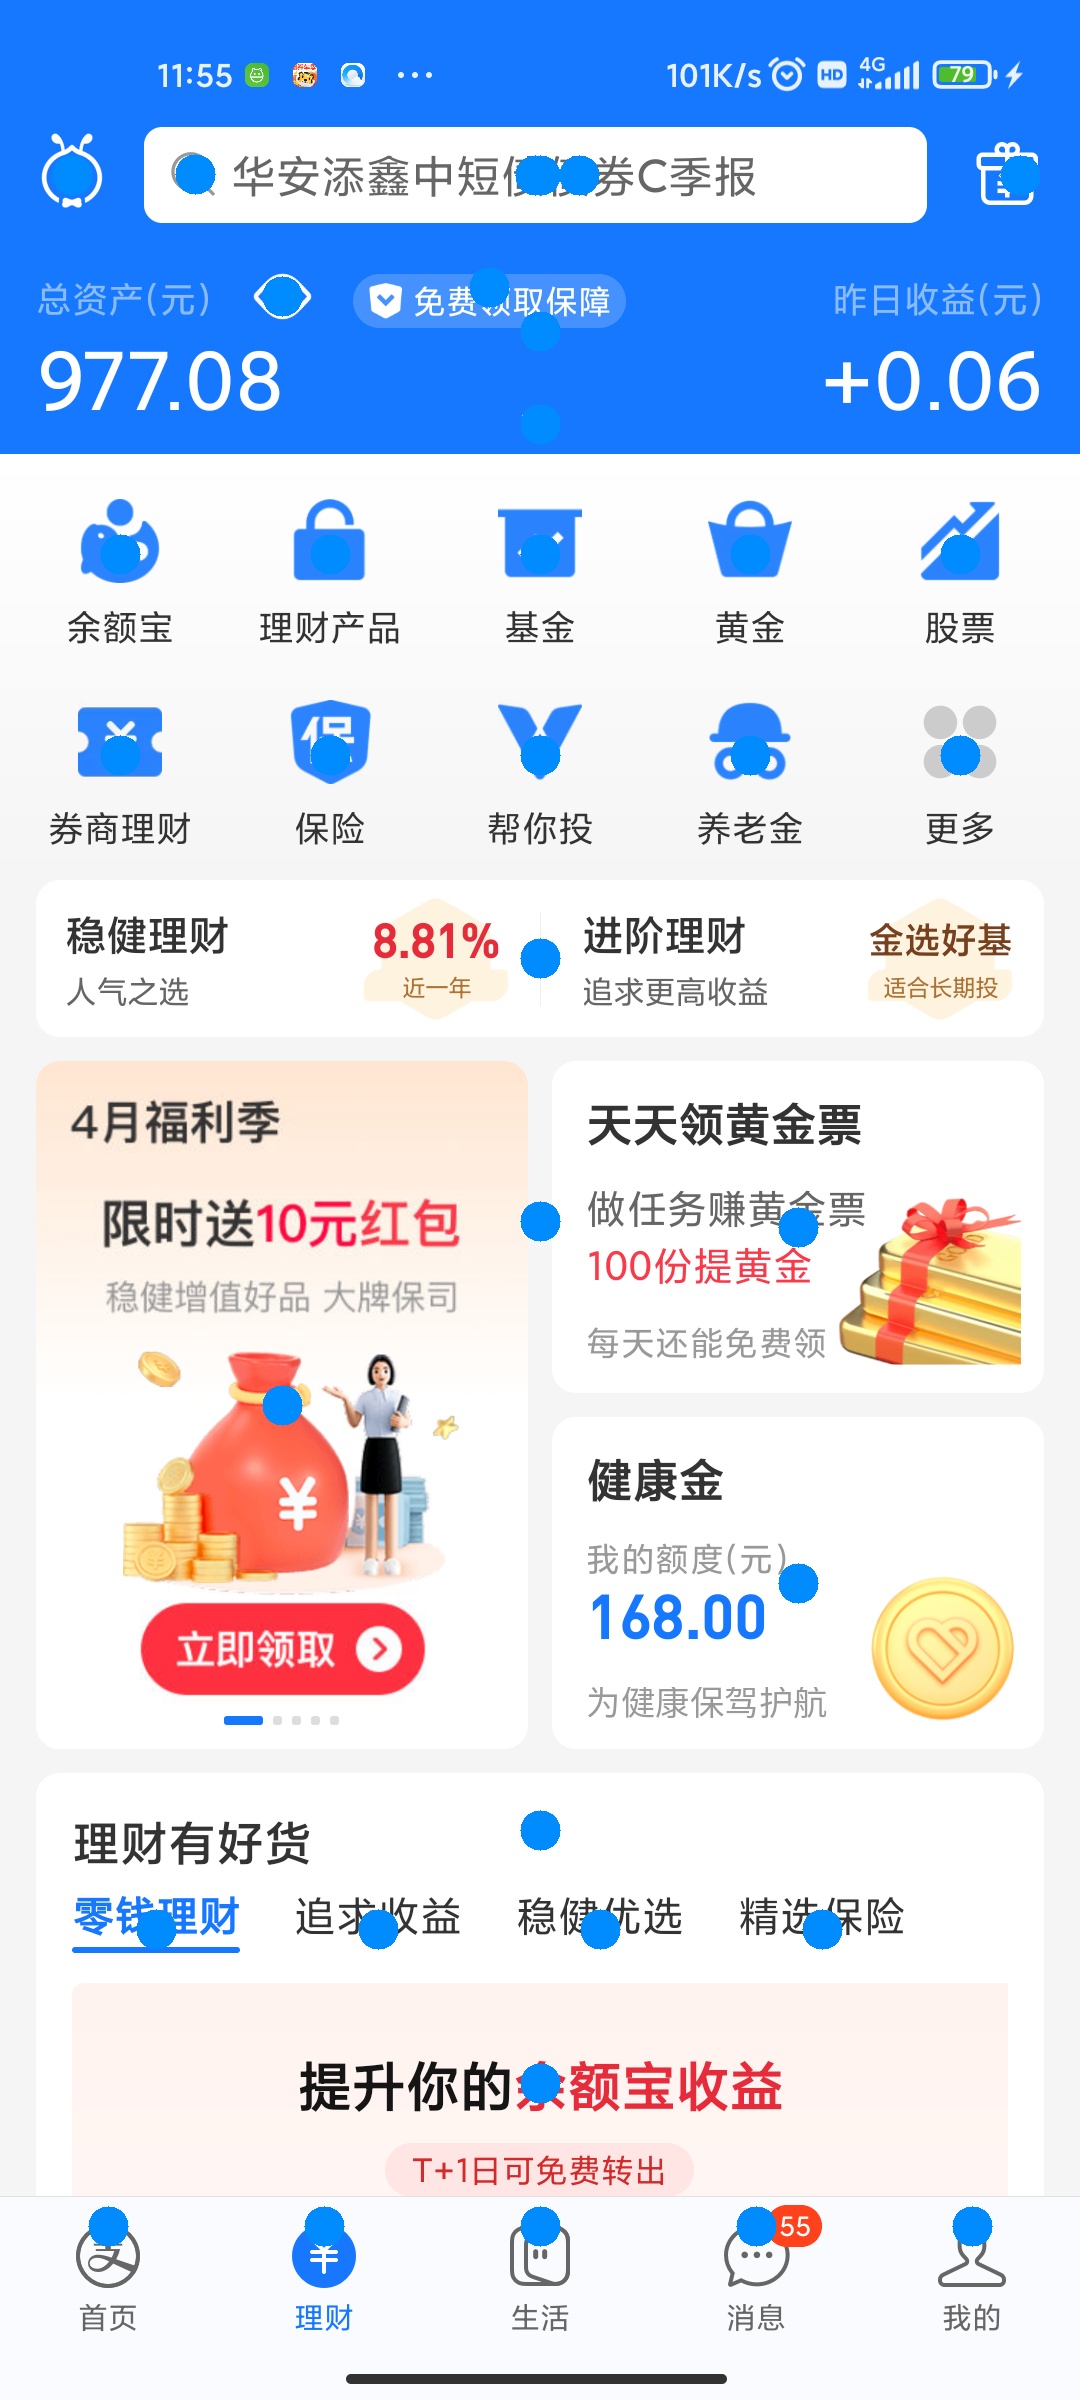 11:55
101K/s HD 4G 79
华安添鑫中短债债券C季报
总资产(元)
免费领取保障
昨日收益(元)
977.08
+0.06
余额宝
理财产品
基金
黄金
股票
保
券商理财
保险
帮你投
养老金
更多
稳健理财
人气之选
8.81%
近一年
进阶理财
追求更高收益
金选好基
适合长期投
4月福利季
限时送10元红包
稳健增值好品 大牌保司
立即领取
天天领黄金票
做任务赚黄金票
100份提黄金
每天还能免费领
健康金
我的额度(元)
168.00
为健康保驾护航
理财有好货
零钱理财
追求收益
稳健优选
精选保险
提升你的余额宝收益
T+1日可免费转出
55
首页
理财
生活
消息
我的